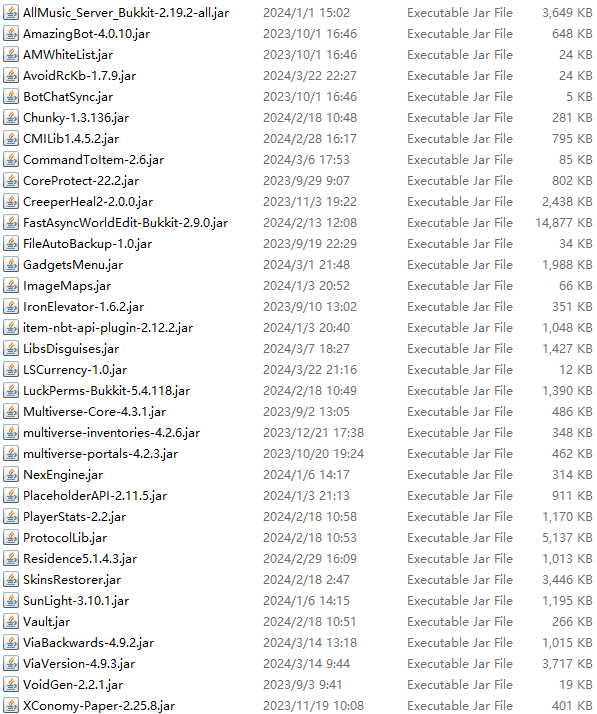 AllMusic_Server_Bukkit-2.19.2-all.jar 2024/1/1 15:02 Executable Jar File 3,649 KB
AmazingBot-4.0.10.jar 2023/10/1 16:46 Executable Jar File 648 KB
AMWhiteList.jar 2023/10/1 16:46 Executable Jar File 24 KB
AvoidRcKb-1.7.9.jar 2024/3/22 22:27 Executable Jar File 24 KB
BotChatSync.jar 2023/10/1 16:46 Executable Jar File 5 KB
Chunky-1.3.136.jar 2024/2/18 10:48 Executable Jar File 281 KB
CMILib1.4.5.2.jar 2024/2/28 16:17 Executable Jar File 795 KB
CommandToItem-2.6.jar 2024/3/6 17:53 Executable Jar File 85 KB
CoreProtect-22.2.jar 2023/9/29 9:07 Executable Jar File 802 KB
CreeperHeal2-2.0.0.jar 2023/11/3 19:22 Executable Jar File 2,438 KB
FastAsyncWorldEdit-Bukkit-2.9.0.jar 2024/2/13 12:08 Executable Jar File 14,877 KB
FileAutoBackup-1.0.jar 2023/9/19 22:29 Executable Jar File 34 KB
GadgetsMenu.jar 2024/3/1 21:48 Executable Jar File 1,988 KB
ImageMaps.jar 2024/1/3 20:52 Executable Jar File 66 KB
IronElevator-1.6.2.jar 2023/9/10 13:02 Executable Jar File 351 KB
item-nbt-api-plugin-2.12.2.jar 2024/1/3 20:40 Executable Jar File 1,048 KB
LibsDisguises.jar 2024/3/7 18:27 Executable Jar File 1,427 KB
LSCurrency-1.0.jar 2024/3/22 21:16 Executable Jar File 12 KB
LuckPerms-Bukkit-5.4.118.jar 2024/2/18 10:49 Executable Jar File 1,390 KB
Multiverse-Core-4.3.1.jar 2023/9/2 13:05 Executable Jar File 486 KB
multiverse-inventories-4.2.6.jar 2023/12/21 17:38 Executable Jar File 348 KB
multiverse-portals-4.2.3.jar 2023/10/20 19:24 Executable Jar File 462 KB
NexEngine.jar 2024/1/6 14:17 Executable Jar File 314 KB
PlaceholderAPI-2.11.5.jar 2024/1/3 21:13 Executable Jar File 911 KB
PlayerStats-2.2.jar 2024/2/18 10:58 Executable Jar File 1,170 KB
ProtocolLib.jar 2024/2/18 10:53 Executable Jar File 5,137 KB
Residence5.1.4.3.jar 2024/2/29 16:09 Executable Jar File 1,013 KB
SkinsRestorer.jar 2024/2/18 2:47 Executable Jar File 3,446 KB
SunLight-3.10.1.jar 2024/1/6 14:15 Executable Jar File 1,195 KB
Vault.jar 2024/2/18 10:51 Executable Jar File 266 KB
ViaBackwards-4.9.2.jar 2024/3/14 13:18 Executable Jar File 1,015 KB
ViaVersion-4.9.3.jar 2024/3/14 9:44 Executable Jar File 3,717 KB
VoidGen-2.2.1.jar 2023/9/3 9:41 Executable Jar File 19 KB
XConomy-Paper-2.25.8.jar 2023/11/19 10:08 Executable Jar File 401 KB